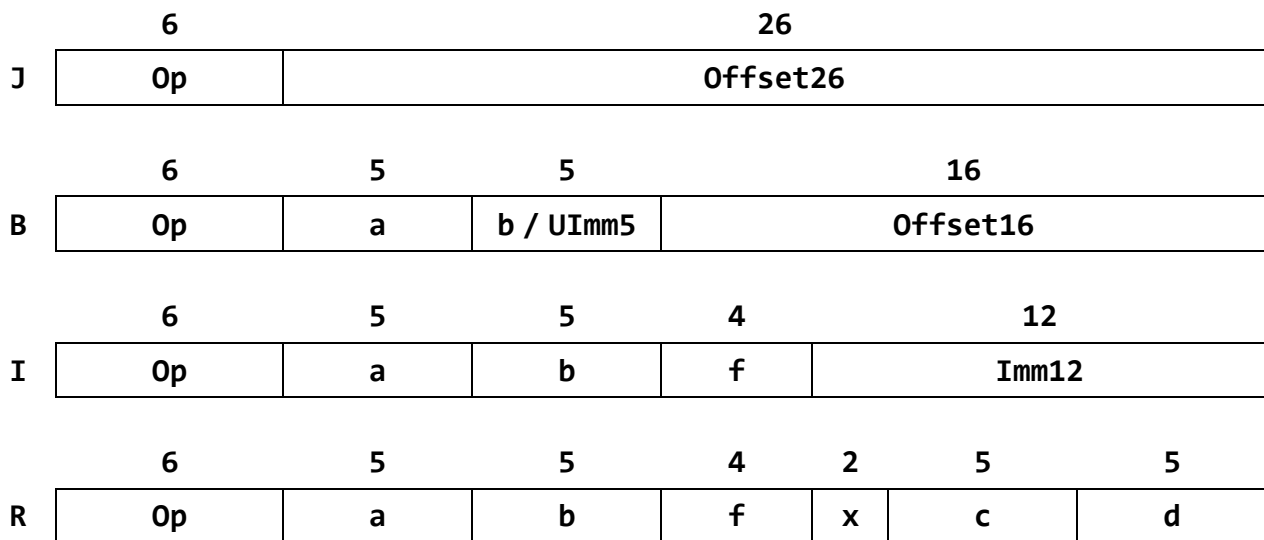 6 26
J Op Offset26
6 5 5 16
B Op a b / UImm5 Offset16
6 5 5 4 12
I Op a b f Imm12
6 5 5 4 2 5 5
R Op a b f x c d